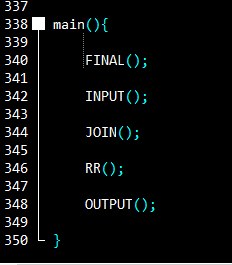 337
338 main(){
339
340 FINAL();
341
342 INPUT();
343
344 JOIN();
345
346 RR();
347
348 OUTPUT();
349
350 }